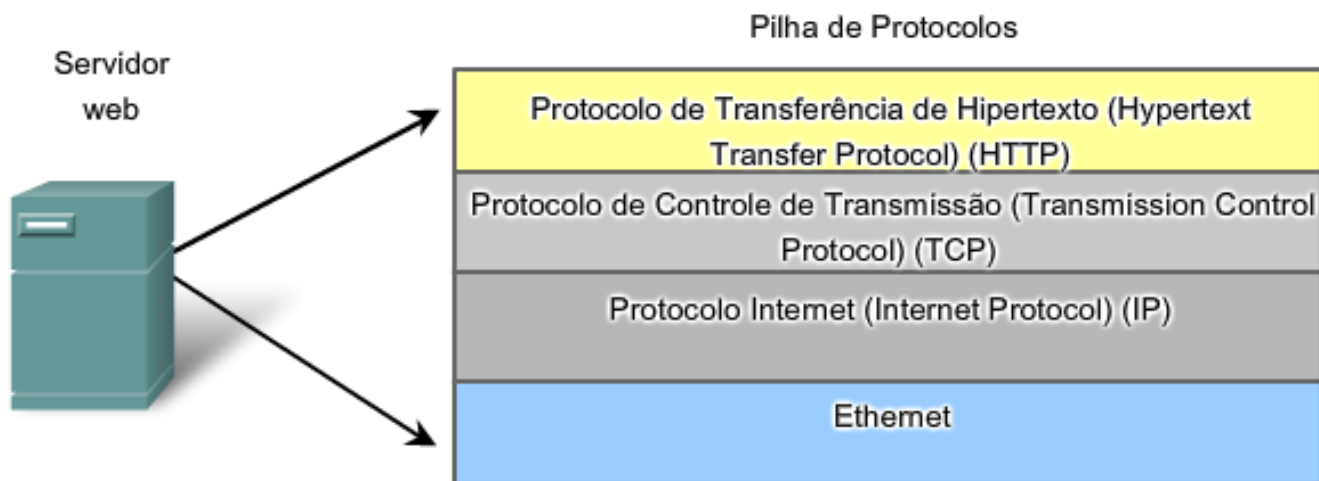 Pilha de Protocolos
Servidor
web
Protocolo de Transferência de Hipertexto (Hypertext
Transfer Protocol) (HTTP)
Protocolo de Controle de Transmissão (Transmission Control
Protocol) (TCP)
Protocolo Internet (Internet Protocol) (IP)
Ethernet